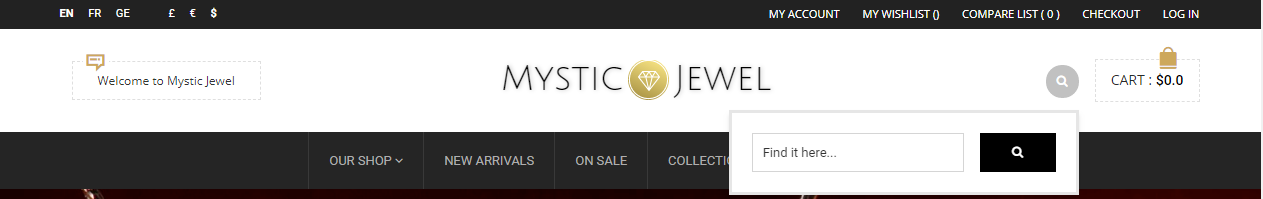 EN FR GE £ € $ MY ACCOUNT MY WISHLIST () COMPARE LIST ( 0 ) CHECKOUT LOG IN
Welcome to Mystic Jewel
MYSTIC JEWEL
CART : $0.0
OUR SHOP NEW ARRIVALS ON SALE
Find it here...